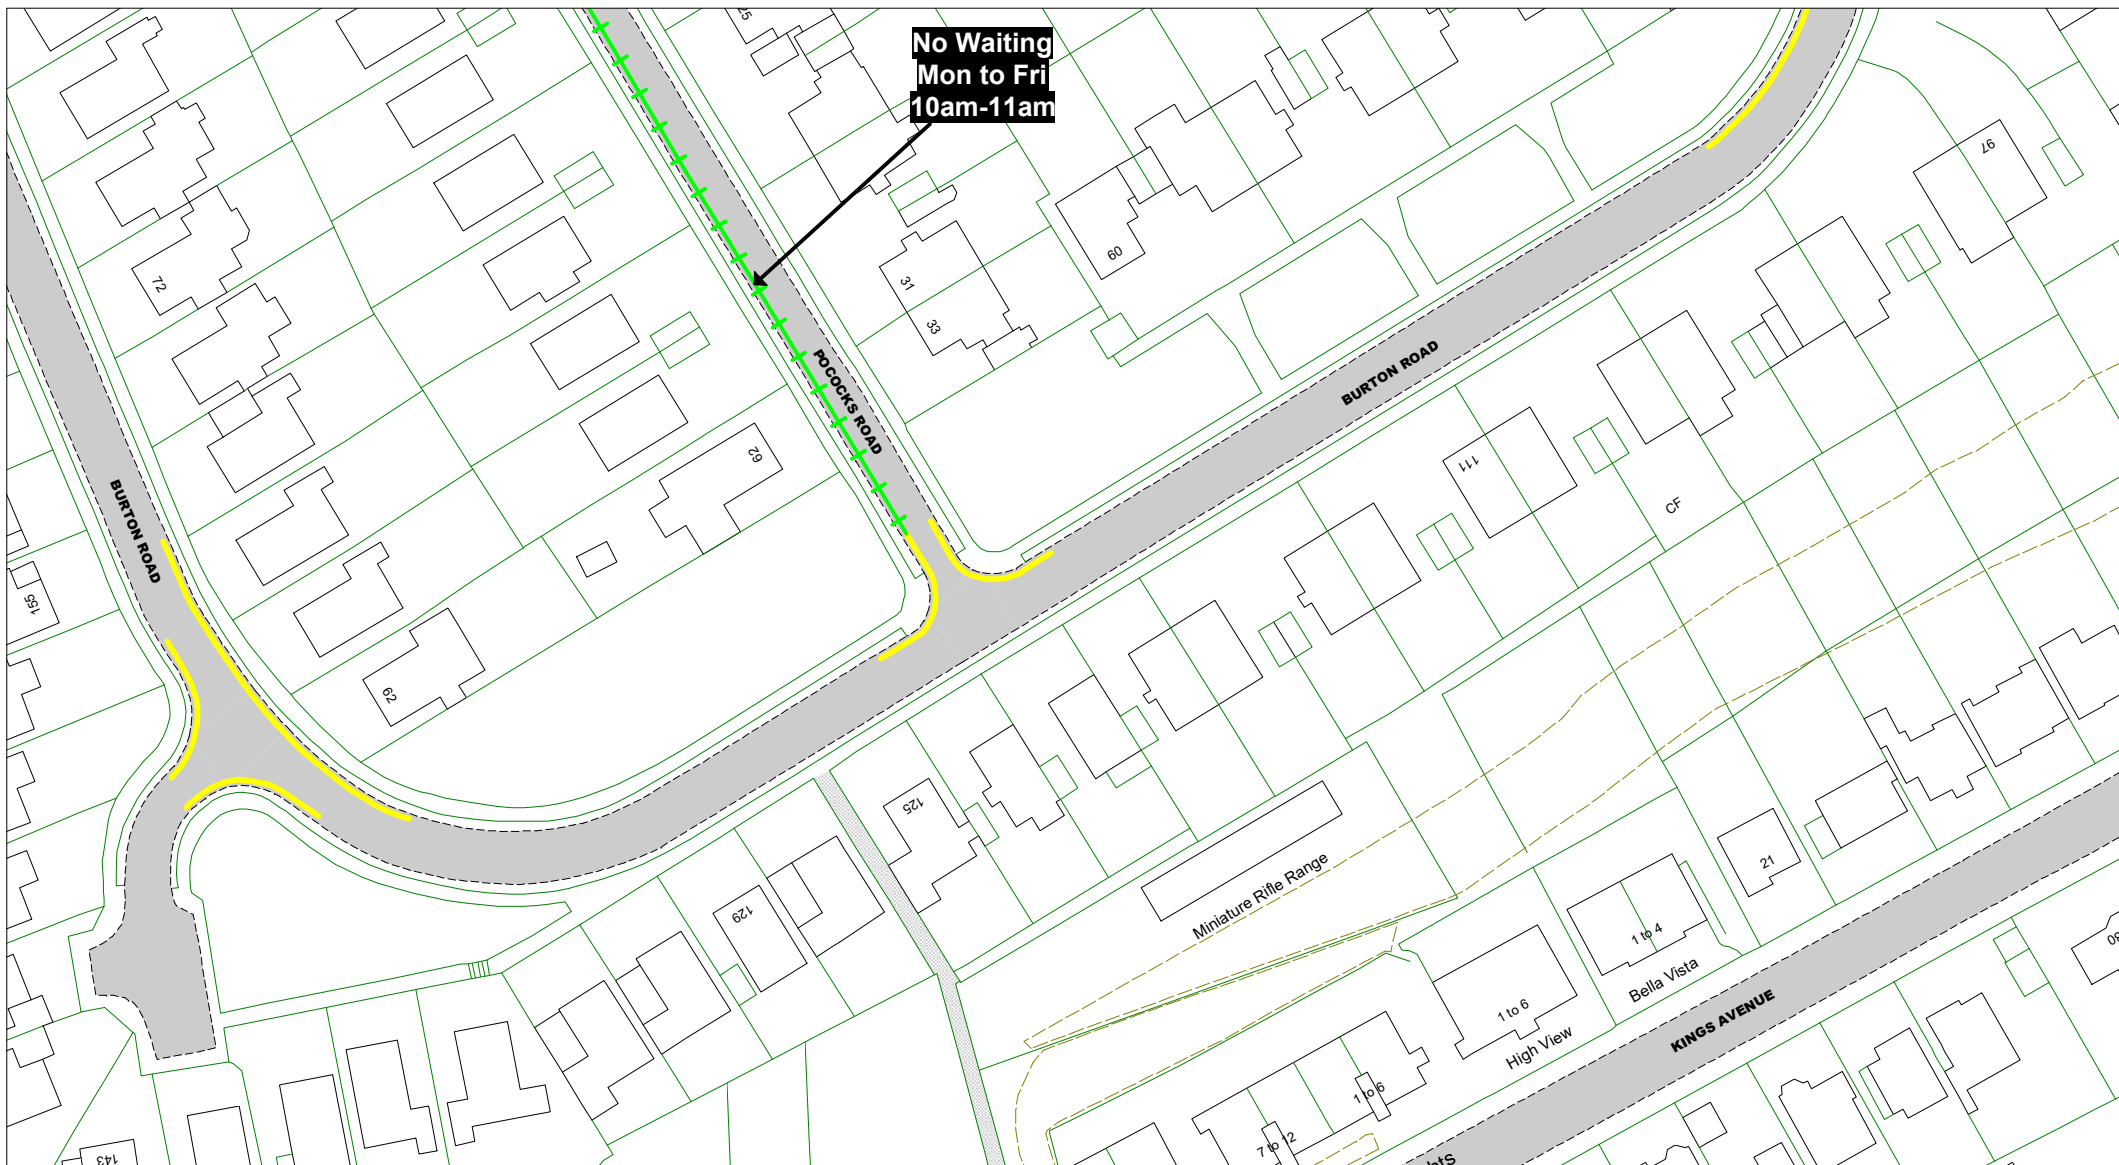 25
No Waiting
Mon to Fri
10am-11am
97
72
60
31
33
POCOCKS ROAD
BURTON ROAD
62
111
CF
BURTON ROAD
155
62
125
129
Miniature Rifle Range
21
1 to 4
Bella Vista
1 to 6
High View
KINGS AVENUE
1 to 6
7 to 12
143